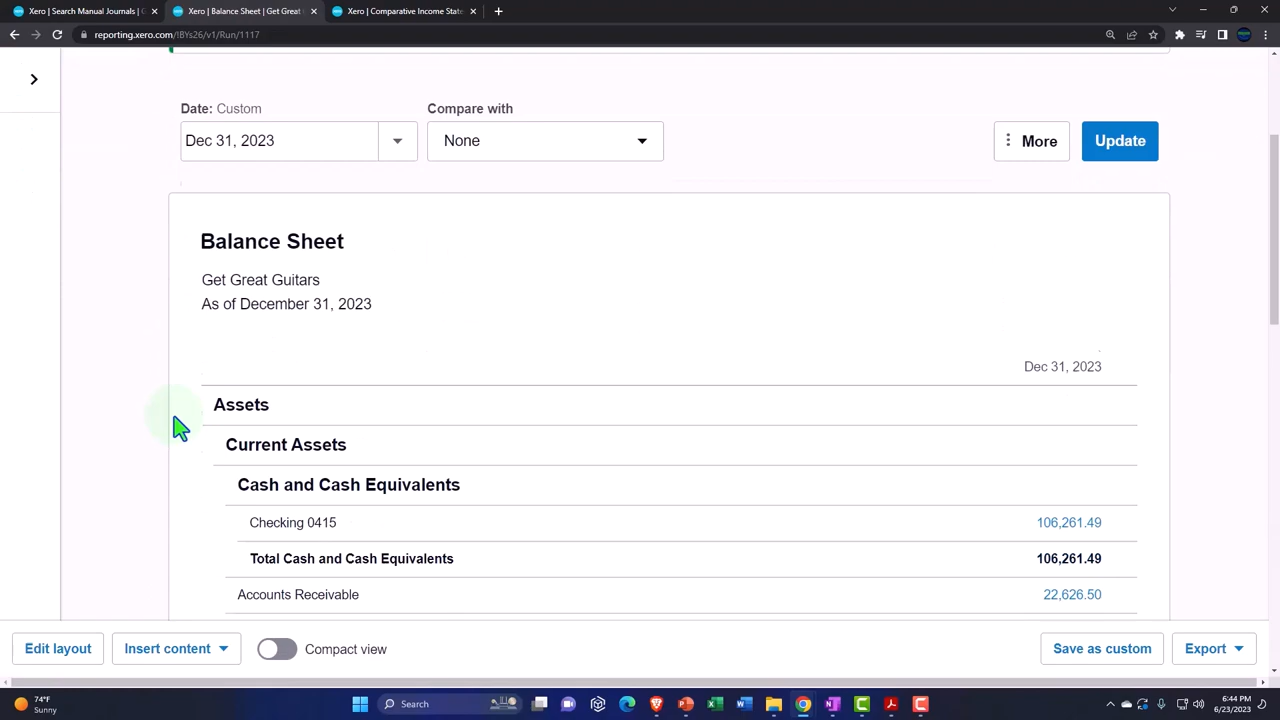 Xero | Search Manual Journals | G
Xero | Balance Sheet | Get Great
Xero | Comparative Income State
reporting.xero.com/!BYs26/v1/Run/1117
Date: Custom
Compare with
Dec 31, 2023
None
More
Update
Balance Sheet
Get Great Guitars
As of December 31, 2023
Dec 31, 2023
Assets
Current Assets
Cash and Cash Equivalents
Checking 0415 106,261.49
Total Cash and Cash Equivalents 106,261.49
Accounts Receivable 22,626.50
Edit layout
Insert content
Compact view
Save as custom
Export
74°F
Sunny
Search
6:44 PM
6/23/2023